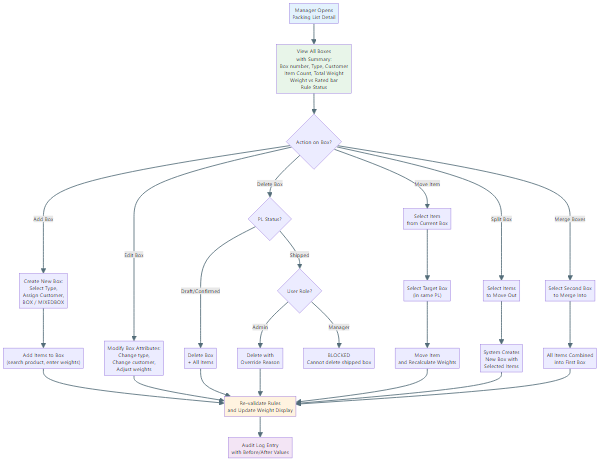 Manager Opens
Packing List Detail
View All Boxes
with Summary:
Box number, Type, Customer
Item Count, Total Weight
Weight vs Rated bar
Rule Status
Action on Box?
Delete Box
Move Item
PL Status?
Select Item
from Current Box
Add Box
Split Box
Merge Boxes
Edit Box
Shipped
Create New Box:
Select Type,
Assign Customer,
BOX / MIXEDBOX
Draft/Confirmed
User Role?
Select Target Box
(in same PL)
Select Items
to Move Out
Select Second Box
to Merge Into
Admin
Manager
Add Items to Box
(search product, enter weights)
Modify Box Attributes:
Change type,
Change customer,
Adjust weights
Delete Box
+ All Items
Delete with
Override Reason
BLOCKED
Cannot delete shipped box
Move Item
and Recalculate Weights
System Creates
New Box with
Selected Items
All Items Combined
into First Box
Re-validate Rules
and Update Weight Display
Audit Log Entry
with Before/After Values